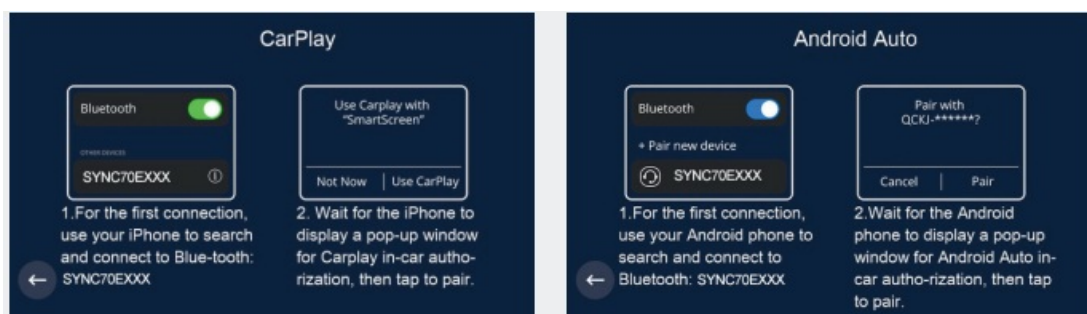 CarPlay
Bluetooth
OTHER DEVICES
SYNC70EXXX
Use Carplay with
"SmartScreen"
Not Now | Use CarPlay
1.For the first connection,
use your iPhone to search
and connect to Blue-tooth:
SYNC70EXXX
2. Wait for the iPhone to
display a pop-up window
for Carplay in-car autho-
rization, then tap to pair.
Android Auto
Bluetooth
+ Pair new device
SYNC70EXXX
Pair with
QCKJ-******?
Cancel | Pair
1.For the first connection,
use your Android phone to
search and connect to
Bluetooth: SYNC70EXXX
2.Wait for the Android
phone to display a pop-up
window for Android Auto in-
car autho-rization, then tap
to pair.